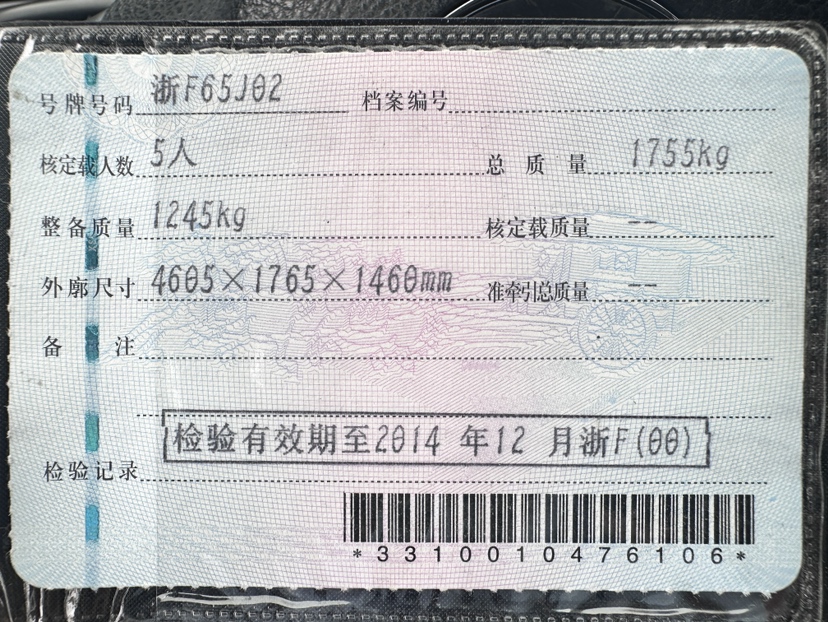 号牌号码 浙F65J02 档案编号
核定载人数 5人 总质量 1755kg
整备质量 1245kg 核定载质量 --
外廓尺寸 4605×1765×1460mm 准牵引总质量 --
备注
检验有效期至2014 年12 月浙F(00)
检验记录
*3310010476106*